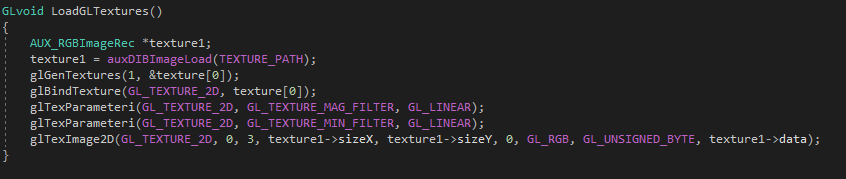 GLvoid LoadGLTextures()
{
AUX_RGBImageRec *texture1;
texture1 = auxDIBImageLoad(TEXTURE_PATH);
glGenTextures(1, &texture[0]);
glBindTexture(GL_TEXTURE_2D, texture[0]);
glTexParameteri(GL_TEXTURE_2D, GL_TEXTURE_MAG_FILTER, GL_LINEAR);
glTexParameteri(GL_TEXTURE_2D, GL_TEXTURE_MIN_FILTER, GL_LINEAR);
glTexImage2D(GL_TEXTURE_2D, 0, 3, texture1->sizeX, texture1->sizeY, 0, GL_RGB, GL_UNSIGNED_BYTE, texture1->data);
}